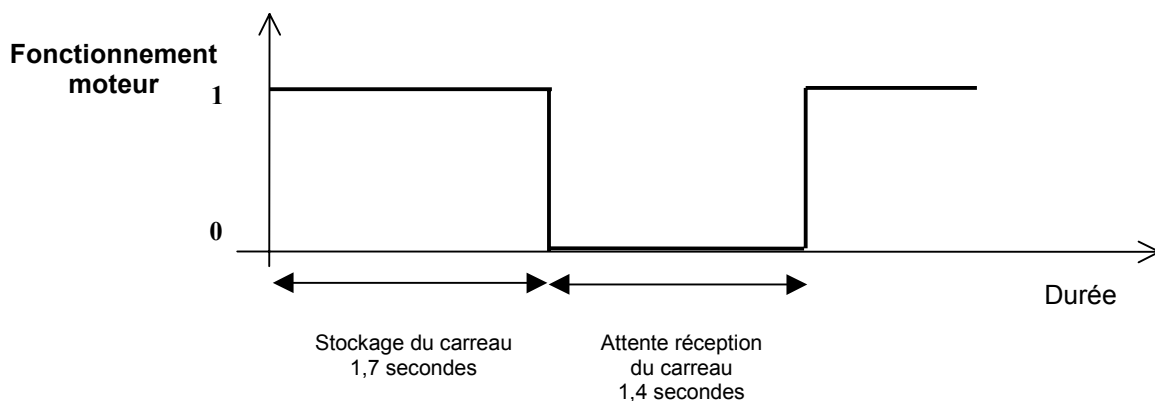 Fonctionnement
moteur
1
0
Durée
Stockage du carreau
1,7 secondes
Attente réception
du carreau
1,4 secondes